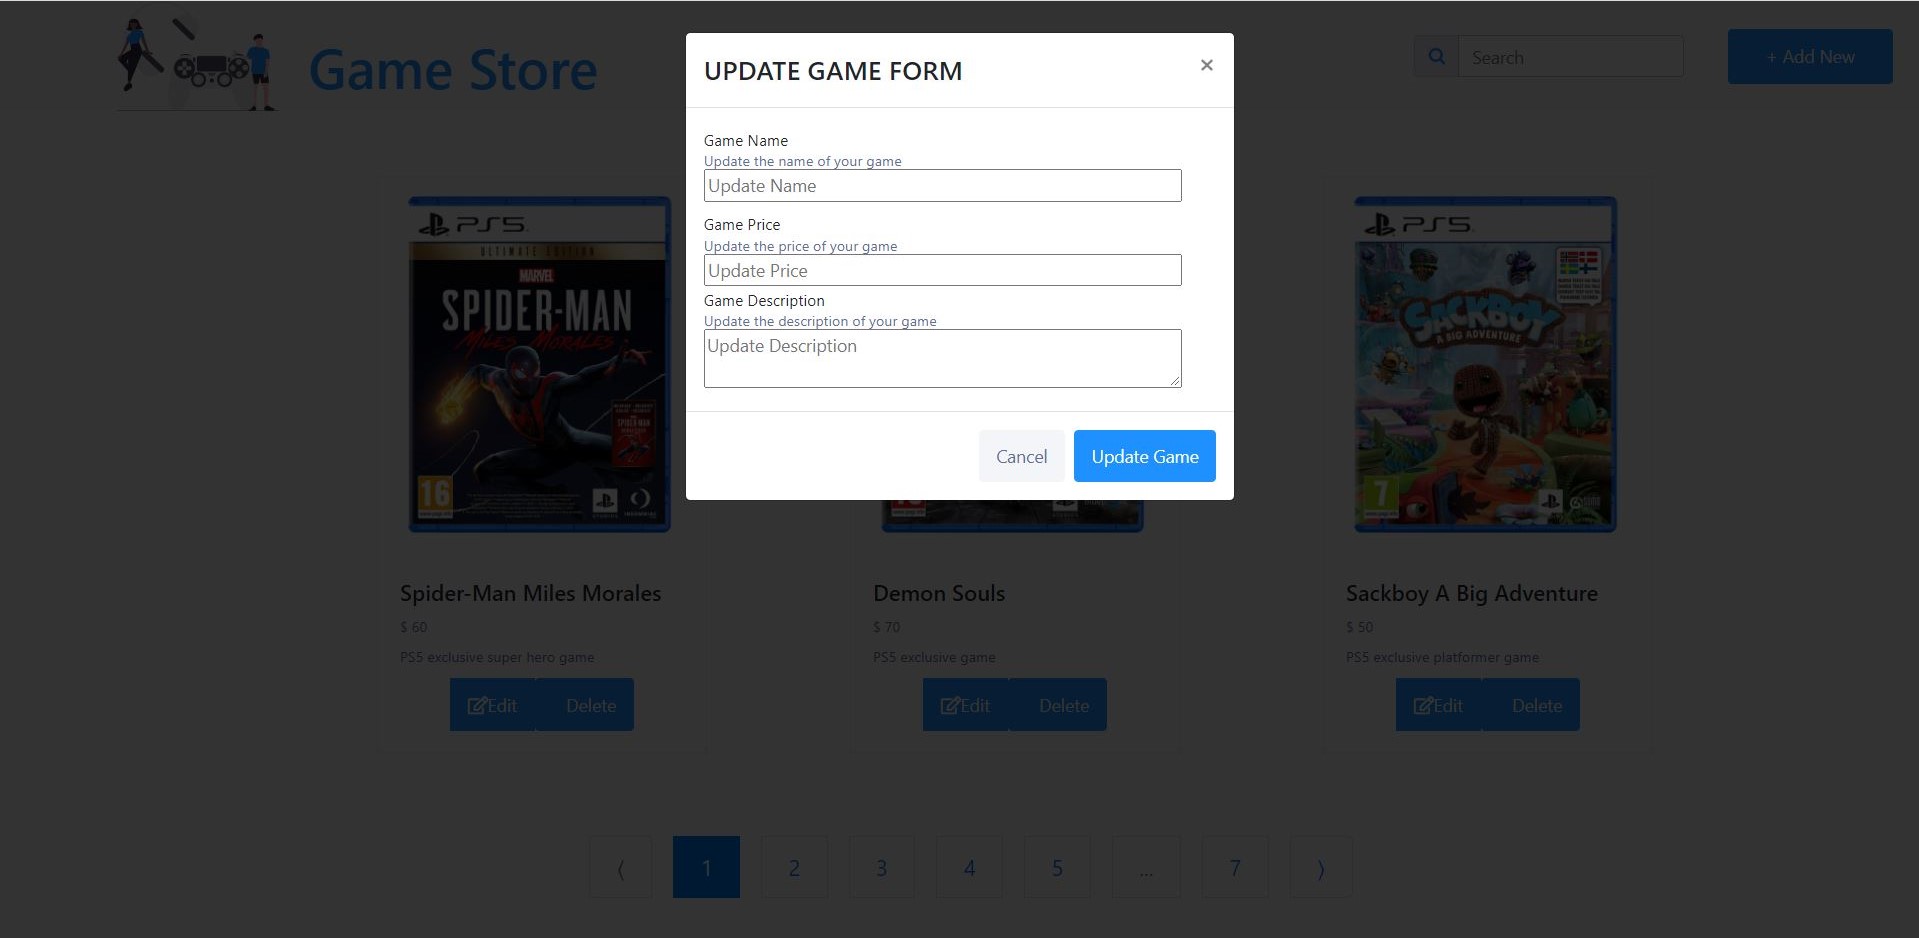 Game Store
Search
+ Add New
UPDATE GAME FORM
×
Game Name
Update the name of your game
Update Name
Game Price
Update the price of your game
Update Price
Game Description
Update the description of your game
Update Description
Cancel
Update Game
PS5
ULTIMATE EDITION
MARVEL
SPIDER-MAN
MILES MORALES
16
PS5
SACKBOY
A BIG ADVENTURE
7
Spider-Man Miles Morales
$ 60
PS5 exclusive super hero game
Edit
Delete
Demon Souls
$ 70
PS5 exclusive game
Edit
Delete
Sackboy A Big Adventure
$ 50
PS5 exclusive platformer game
Edit
Delete
⟨
1
2
3
4
5
...
7
⟩